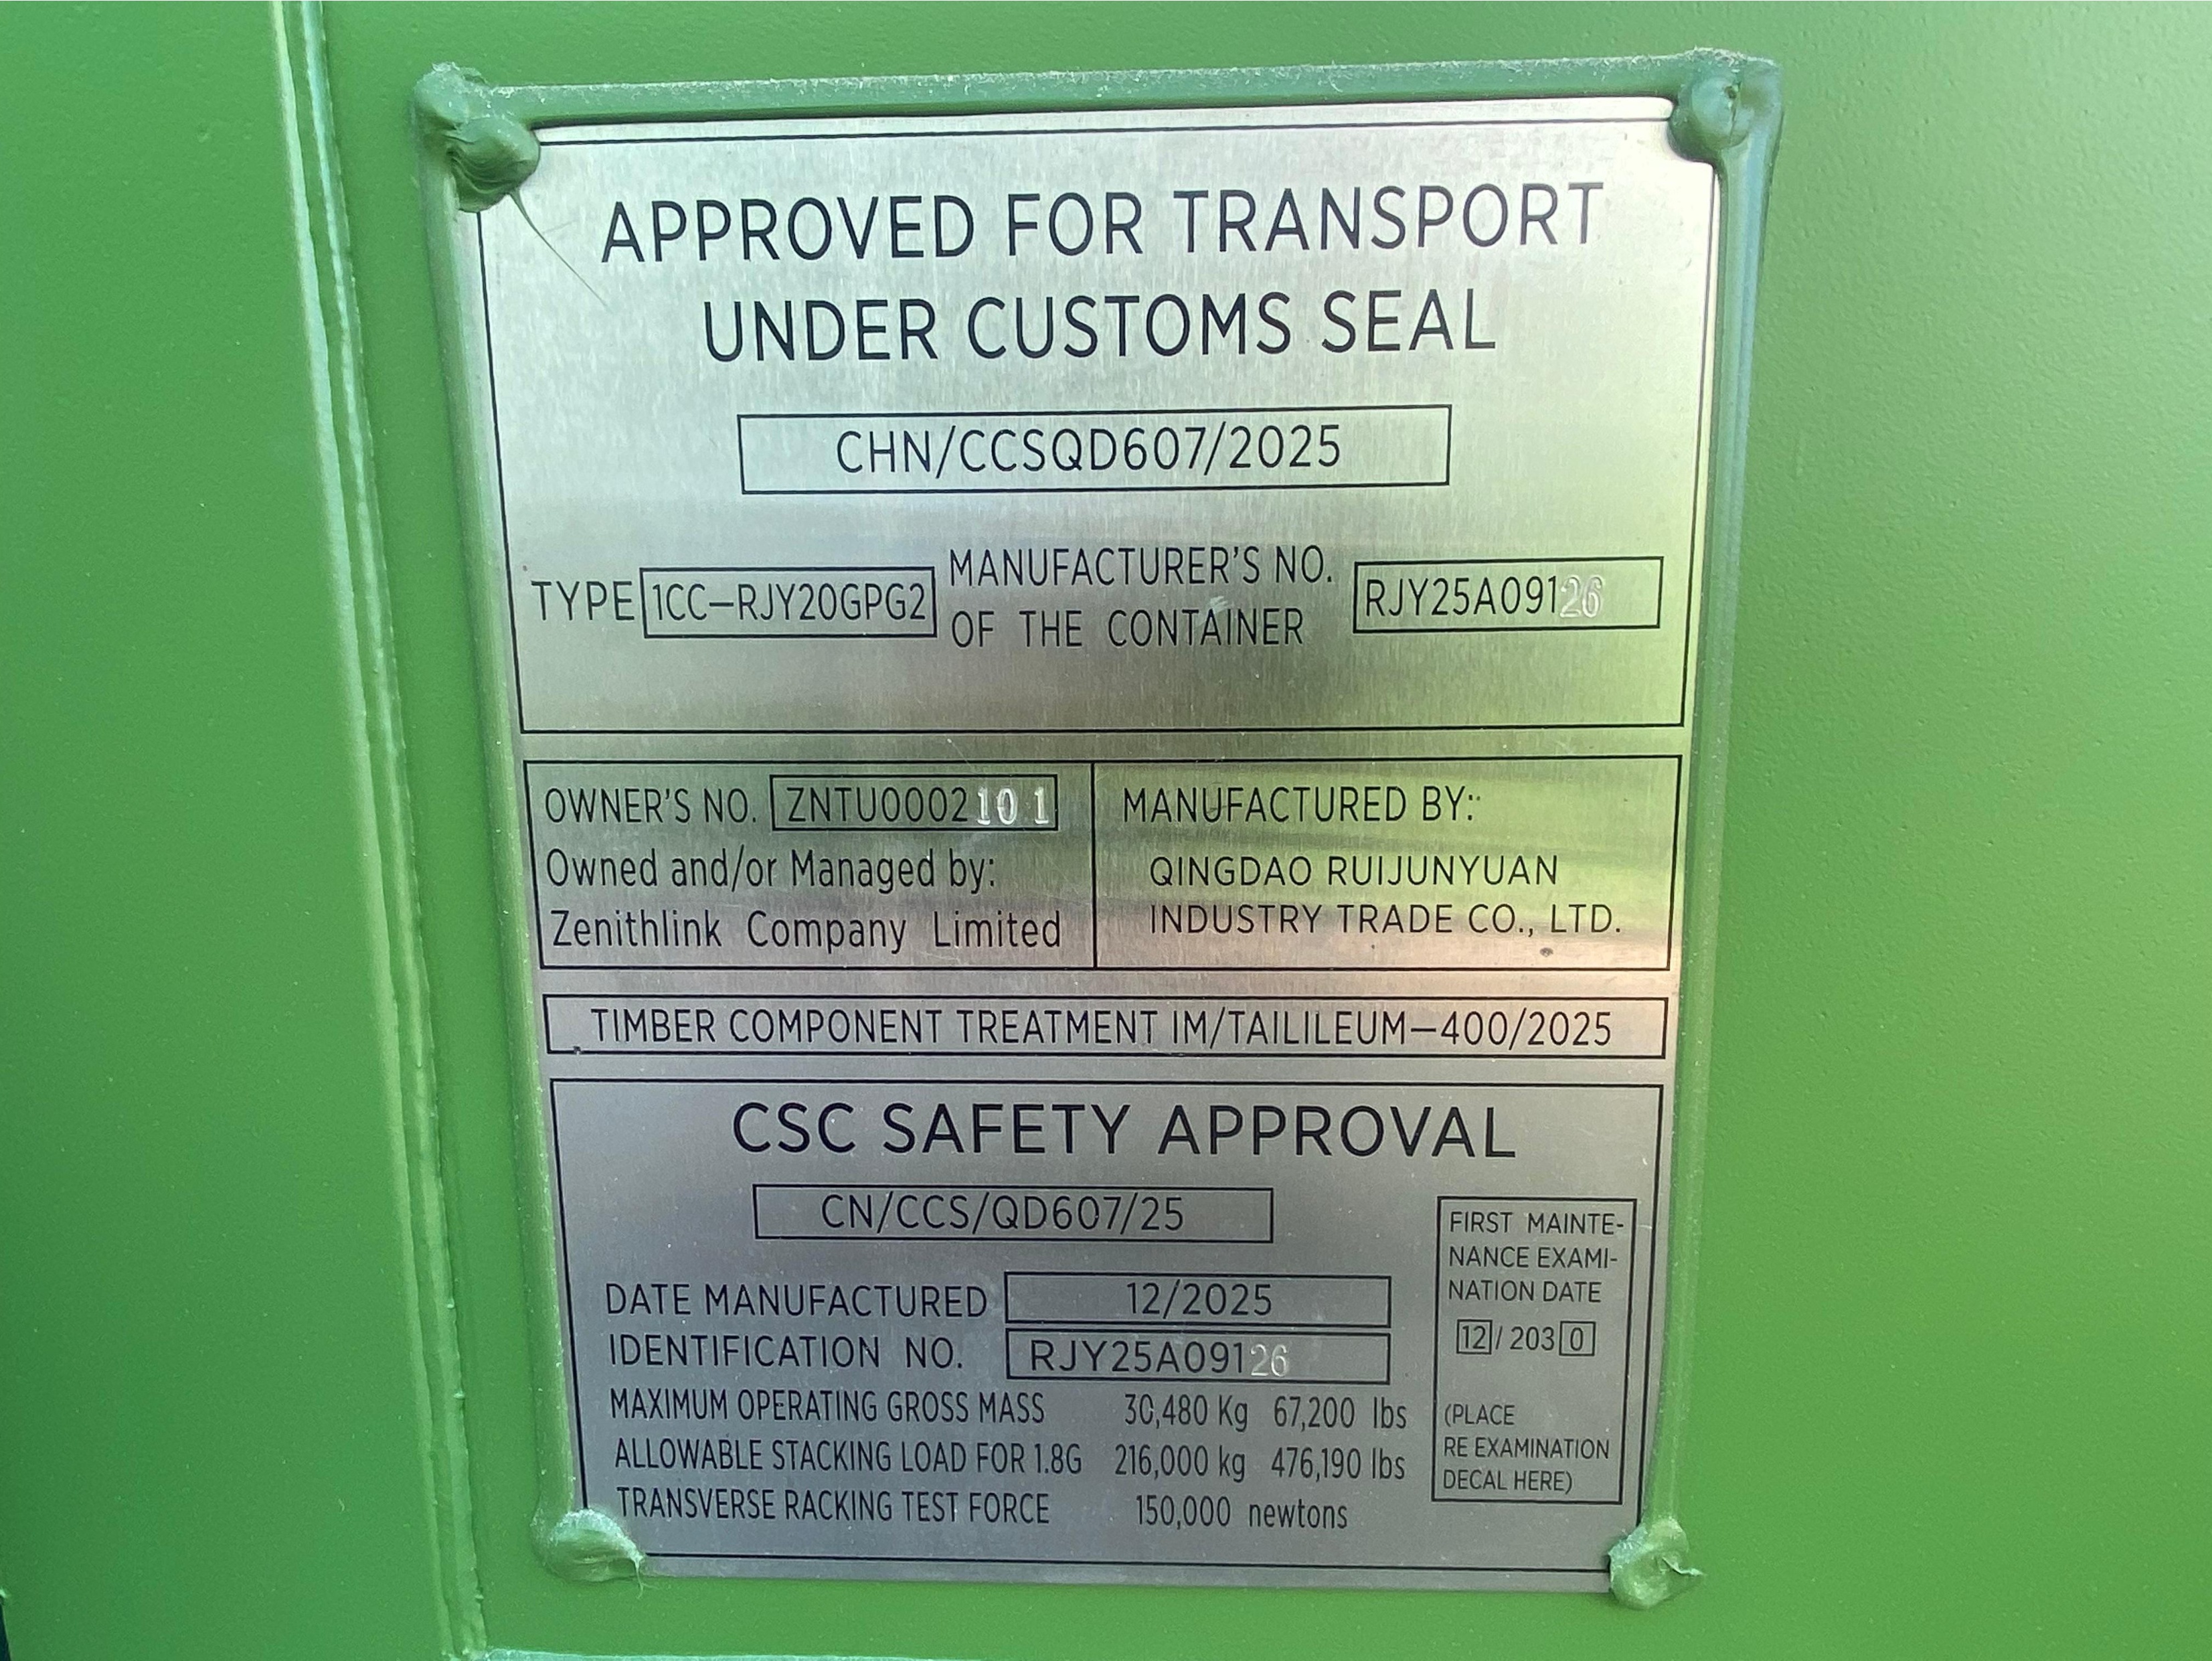 APPROVED FOR TRANSPORT
UNDER CUSTOMS SEAL
CHN/CCSQD607/2025
TYPE 1CC-RJY20GPG2
MANUFACTURER'S NO.
OF THE CONTAINER
RJY25A09126
OWNER'S NO. ZNTU0002101
Owned and/or Managed by:
Zenithlink Company Limited
MANUFACTURED BY:
QINGDAO RUIJUNYUAN
INDUSTRY TRADE CO., LTD.
TIMBER COMPONENT TREATMENT IM/TAILILEUM-400/2025
CSC SAFETY APPROVAL
CN/CCS/QD607/25
DATE MANUFACTURED 12/2025
IDENTIFICATION NO. RJY25A09126
MAXIMUM OPERATING GROSS MASS 30,480 Kg 67,200 lbs
ALLOWABLE STACKING LOAD FOR 1.8G 216,000 kg 476,190 lbs
TRANSVERSE RACKING TEST FORCE 150,000 newtons
FIRST MAINTE-
NANCE EXAMI-
NATION DATE
12/2030
(PLACE
RE EXAMINATION
DECAL HERE)